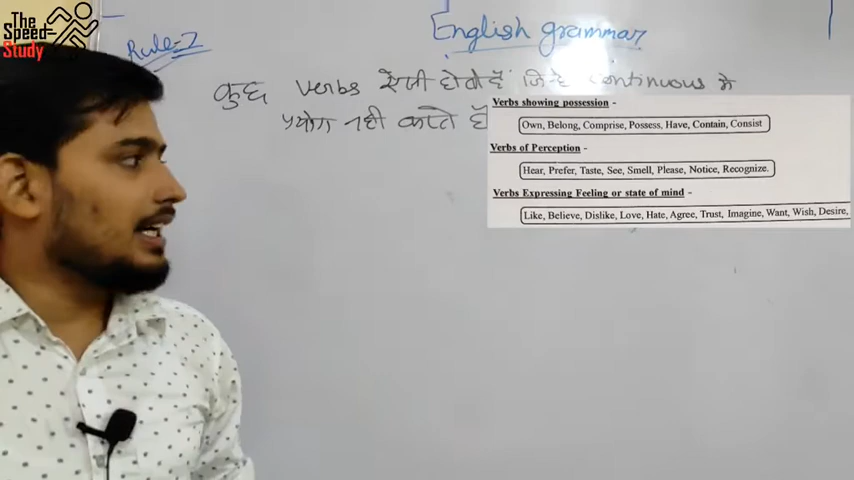 The
Speed
Study
Rule-2
English grammar
कुछ verbs ऐसी होती हैं जिन्हें continuous मे
प्रयोग नही करते हैं
Verbs showing possession -
Own, Belong, Comprise, Possess, Have, Contain, Consist
Verbs of Perception -
Hear, Prefer, Taste, See, Smell, Please, Notice, Recognize.
Verbs Expressing Feeling or state of mind -
Like, Believe, Dislike, Love, Hate, Agree, Trust, Imagine, Want, Wish, Desire,